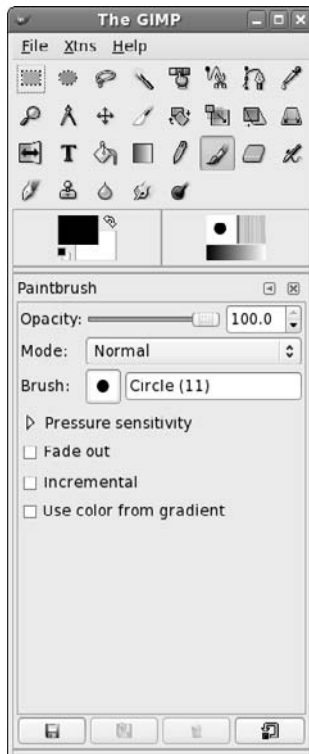 The GIMP
File Xtns Help
T
Paintbrush
Opacity: 100.0
Mode: Normal
Brush: Circle (11)
Pressure sensitivity
Fade out
Incremental
Use color from gradient